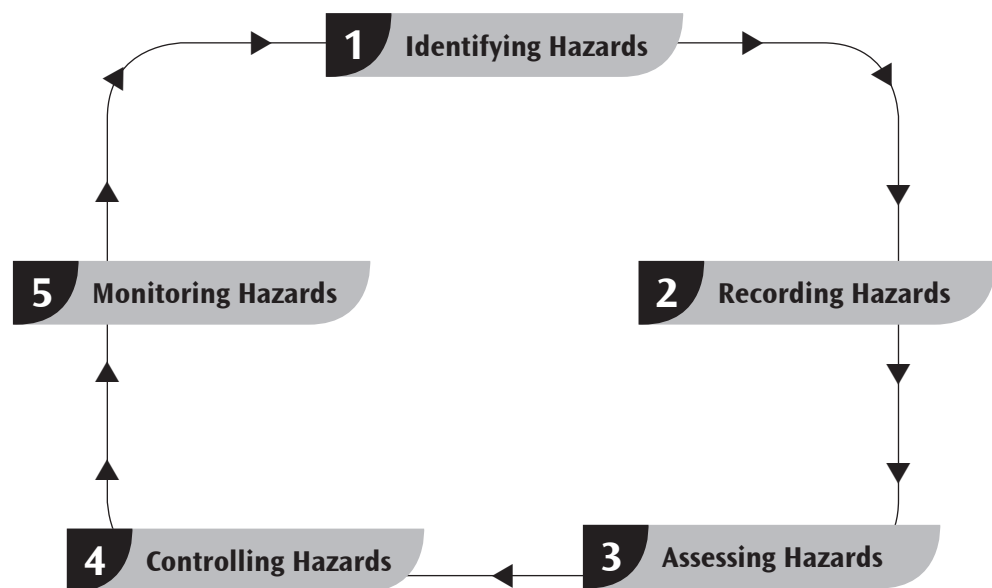 1 Identifying Hazards
2 Recording Hazards
3 Assessing Hazards
4 Controlling Hazards
5 Monitoring Hazards